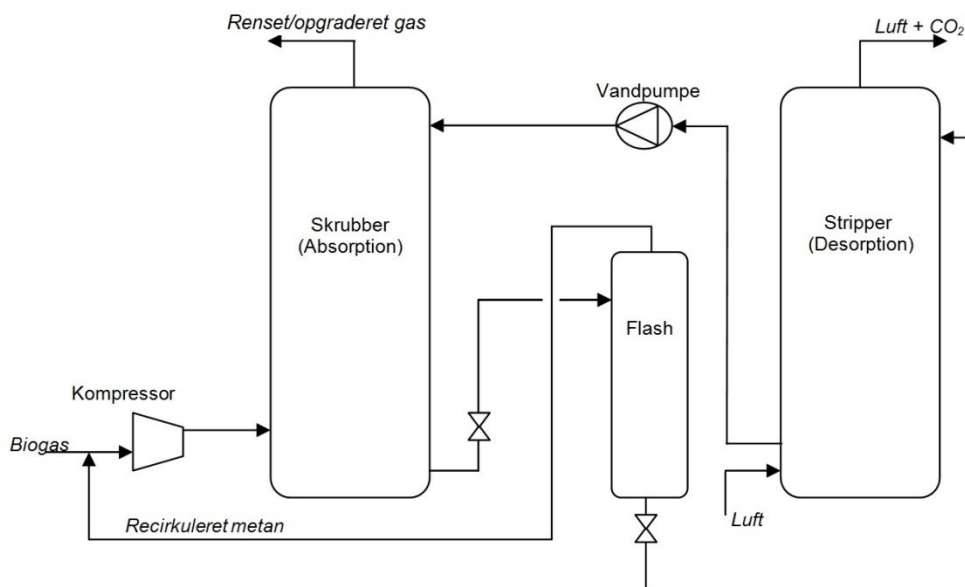 Renset/opgraderet gas
Luft + CO₂
Vandpumpe
Skrubber
(Absorption)
Stripper
(Desorption)
Flash
Kompressor
Biogas
Recirkuleret metan
Luft